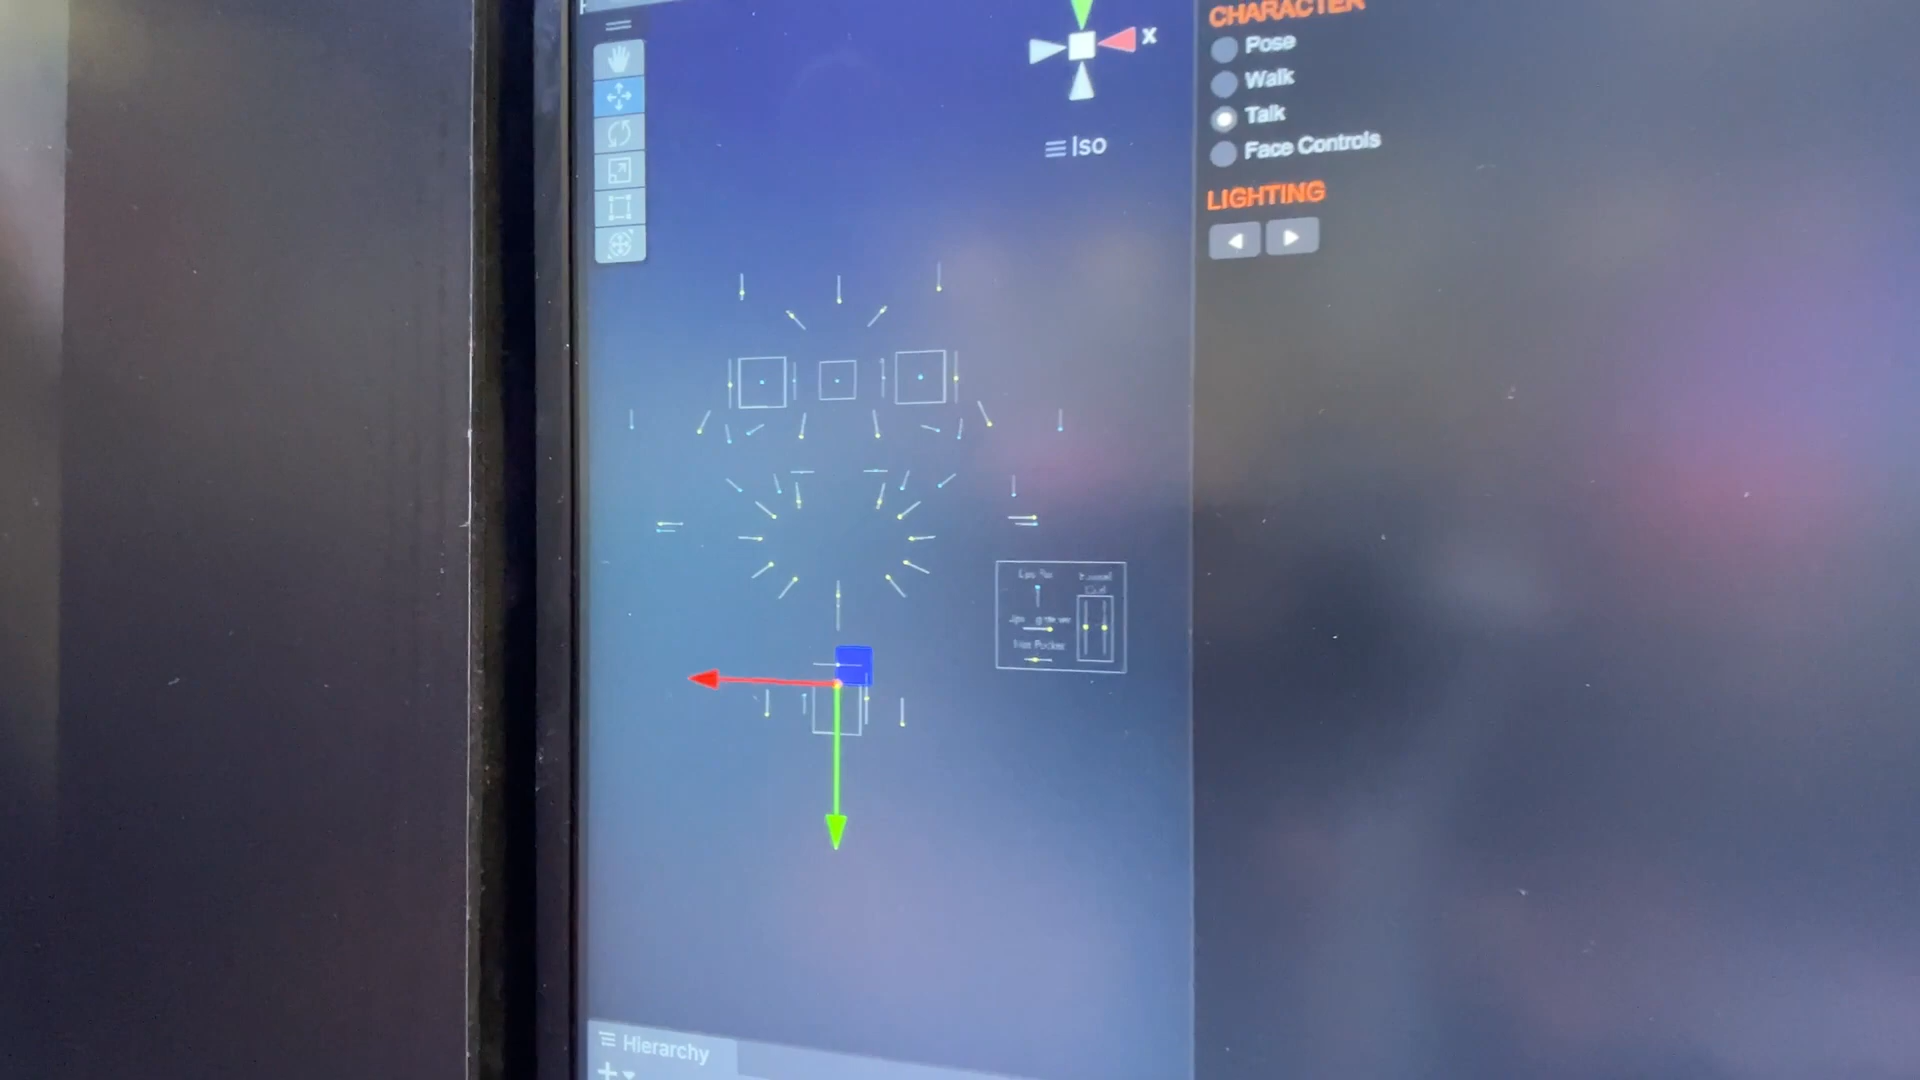 x
Iso
CHARACTER
Pose
Walk
Talk
Face Controls
LIGHTING
Hierarchy